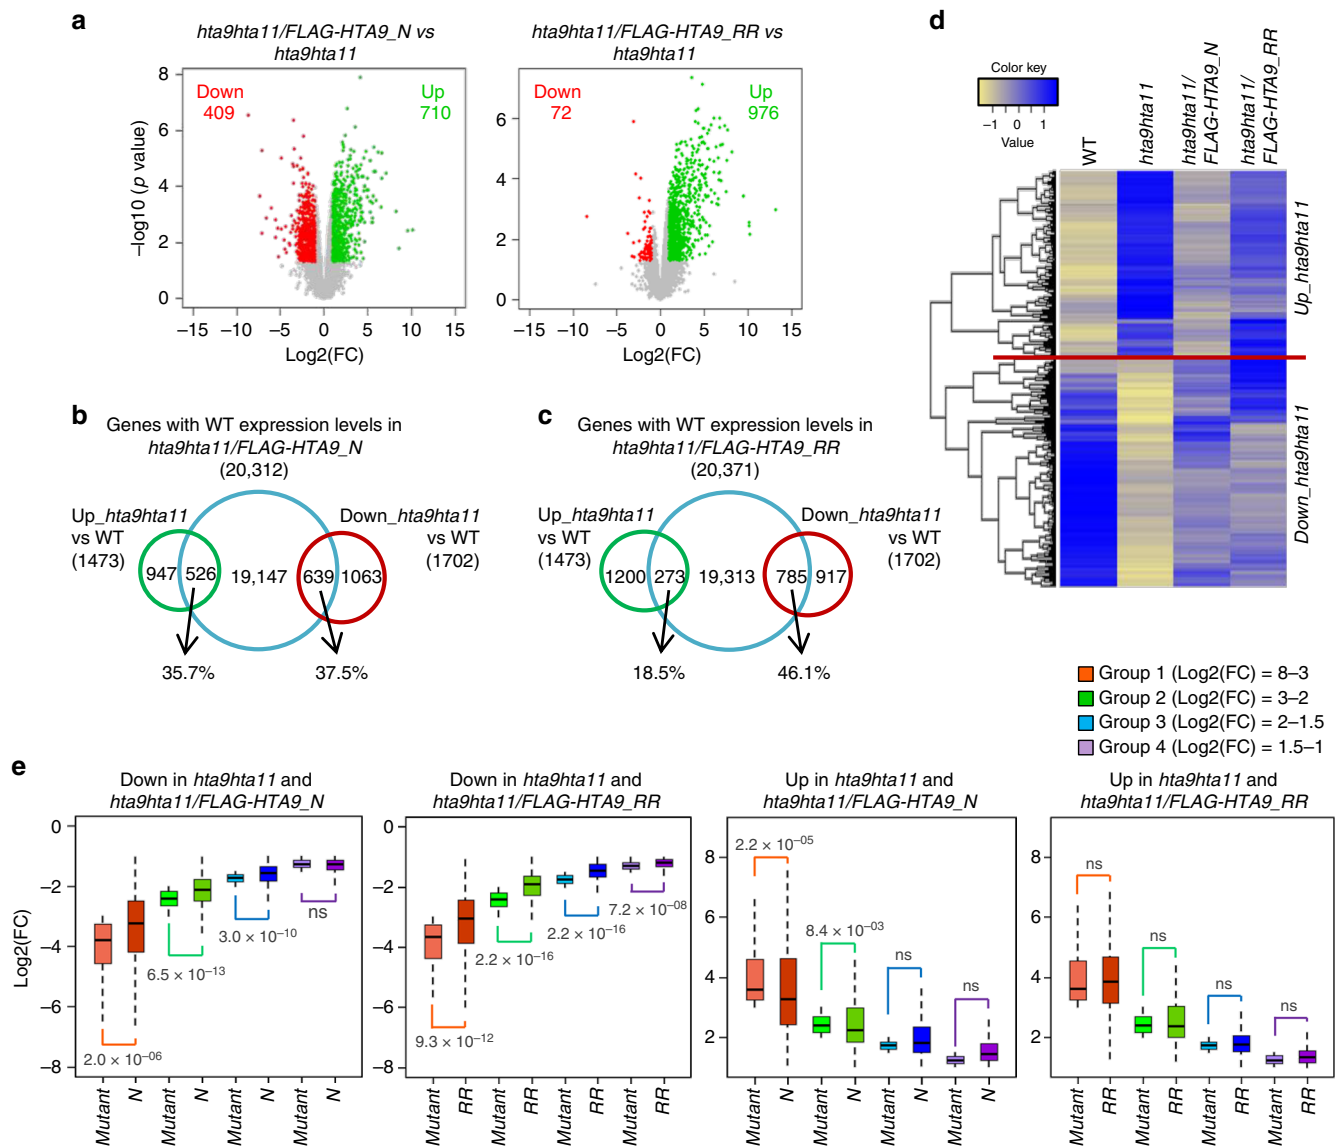 a
hta9hta11/FLAG-HTA9_N vs
hta9hta11
Down
409
Up
710
8
6
4
2
0
–log10 (p value)
−15 −10 −5 0 5 10 15
Log2(FC)
hta9hta11/FLAG-HTA9_RR vs
hta9hta11
Down
72
Up
976
6
4
2
0
−15 −10 −5 0 5 10 15
Log2(FC)
b
Genes with WT expression levels in
hta9hta11/FLAG-HTA9_N
(20,312)
Up_hta9hta11
vs WT
(1473)
Down_hta9hta11
vs WT
(1702)
947 526 19,147 639 1063
35.7% 37.5%
c
Genes with WT expression levels in
hta9hta11/FLAG-HTA9_RR
(20,371)
Up_hta9hta11
vs WT
(1473)
Down_hta9hta11
vs WT
(1702)
1200 273 19,313 785 917
18.5% 46.1%
d
Color key
−1 0 1
Value
WT
hta9hta11
hta9hta11/
FLAG-HTA9_N
hta9hta11/
FLAG-HTA9_RR
Up_hta9hta11
Down_hta9hta11
Group 1 (Log2(FC) = 8–3
Group 2 (Log2(FC) = 3–2
Group 3 (Log2(FC) = 2–1.5
Group 4 (Log2(FC) = 1.5–1
e
Down in hta9hta11 and
hta9hta11/FLAG-HTA9_N
Log2(FC)
0
−2
−4
−6
−8
2.0 × 10−06
6.5 × 10−13
3.0 × 10−10
ns
Mutant N Mutant N Mutant N Mutant N
Down in hta9hta11 and
hta9hta11/FLAG-HTA9_RR
0
−2
−4
−6
−8
9.3 × 10−12
2.2 × 10−16
2.2 × 10−16
7.2 × 10−08
Mutant RR Mutant RR Mutant RR Mutant RR
Up in hta9hta11 and
hta9hta11/FLAG-HTA9_N
8
6
4
2
2.2 × 10−05
8.4 × 10−03
ns
ns
Mutant N Mutant N Mutant N Mutant N
Up in hta9hta11 and
hta9hta11/FLAG-HTA9_RR
8
6
4
2
ns
ns
ns
ns
Mutant RR Mutant RR Mutant RR Mutant RR